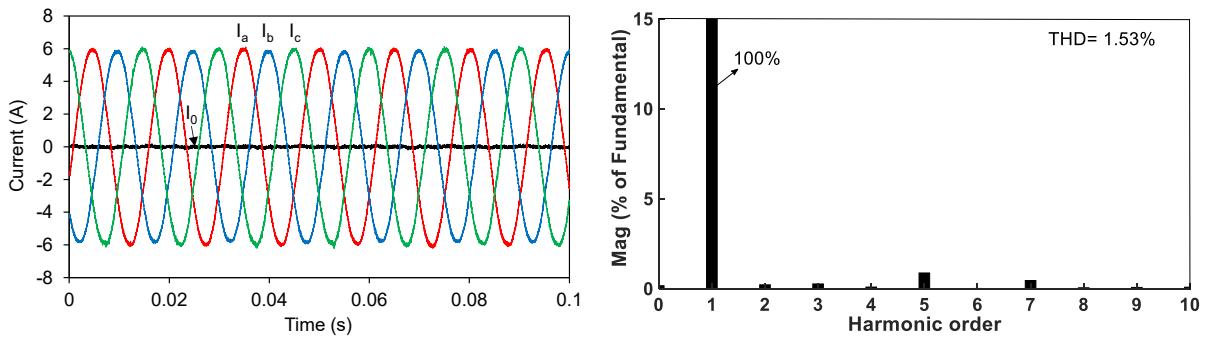 8
6
4
2
0
-2
-4
-6
-8
Current (A)
Ia Ib Ic
I0
0 0.02 0.04 0.06 0.08 0.1
Time (s)
15
10
5
0
Mag (% of Fundamental)
THD= 1.53%
100%
0 1 2 3 4 5 6 7 8 9 10
Harmonic order